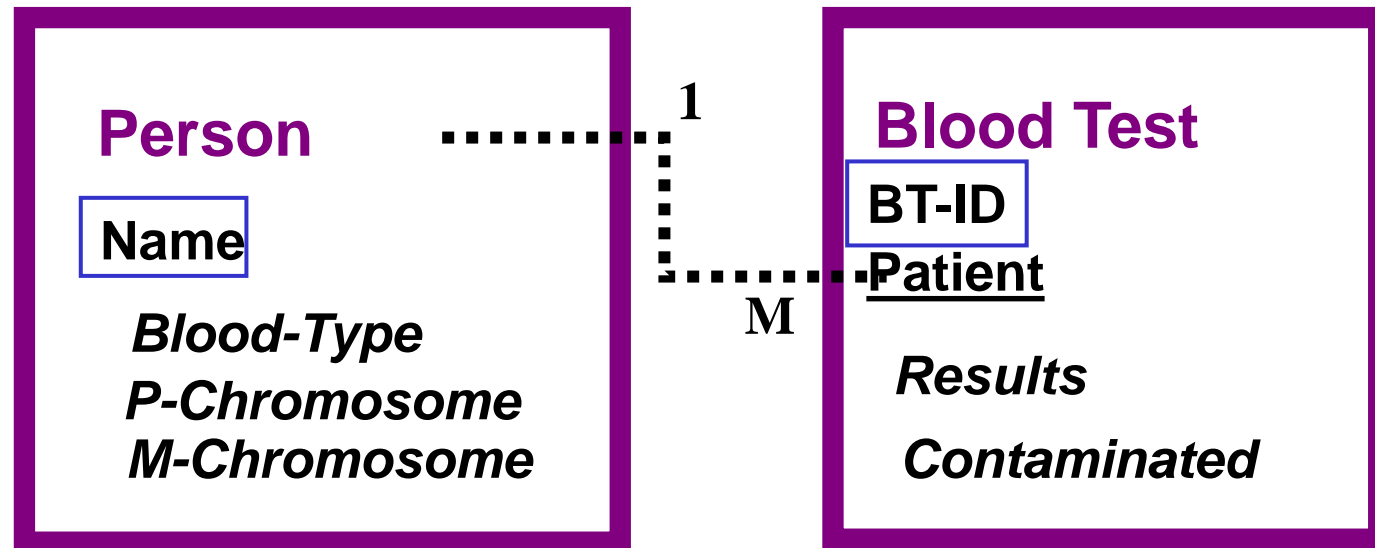 Person
Name
Blood-Type
P-Chromosome
M-Chromosome
1
M
Blood Test
BT-ID
Patient
Results
Contaminated